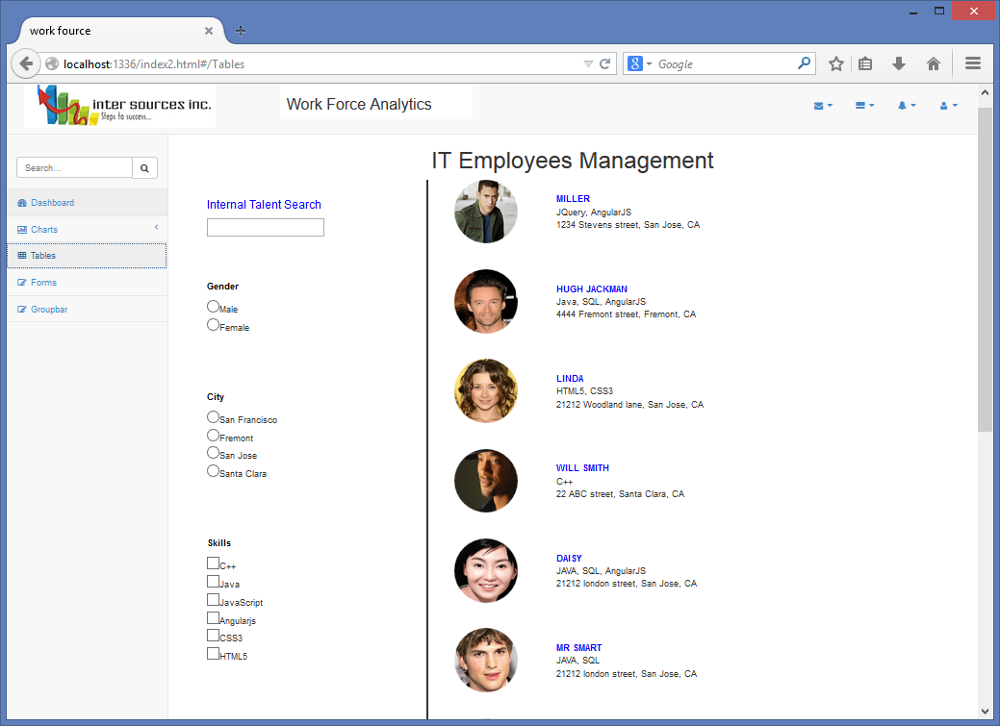 work fource
localhost:1336/index2.html#/Tables
Google
inter sources inc.
Steps to success...
Work Force Analytics
Search...
Dashboard
Charts
Tables
Forms
Groupbar
IT Employees Management
Internal Talent Search
Gender
Male
Female
City
San Francisco
Fremont
San Jose
Santa Clara
Skills
C++
Java
JavaScript
Angularjs
CSS3
HTML5
MILLER
JQuery, AngularJS
1234 Stevens street, San Jose, CA
HUGH JACKMAN
Java, SQL, AngularJS
4444 Fremont street, Fremont, CA
LINDA
HTML5, CSS3
21212 Woodland lane, San Jose, CA
WILL SMITH
C++
22 ABC street, Santa Clara, CA
DAISY
JAVA, SQL, AngularJS
21212 london street, San Jose, CA
MR SMART
JAVA, SQL
21212 london street, San Jose, CA